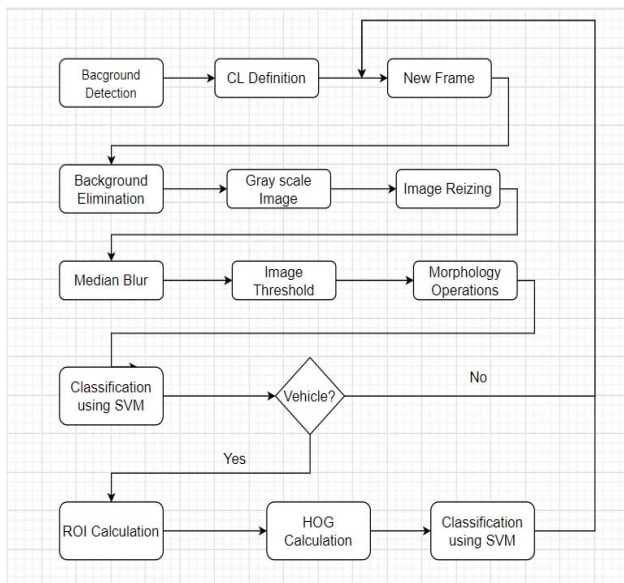 Bacground
Detection
CL Definition
New Frame
Background
Elimination
Gray scale
Image
Image Reizing
Median Blur
Image
Threshold
Morphology
Operations
Classification
using SVM
Vehicle?
No
Yes
ROI Calculation
HOG
Calculation
Classification
using SVM